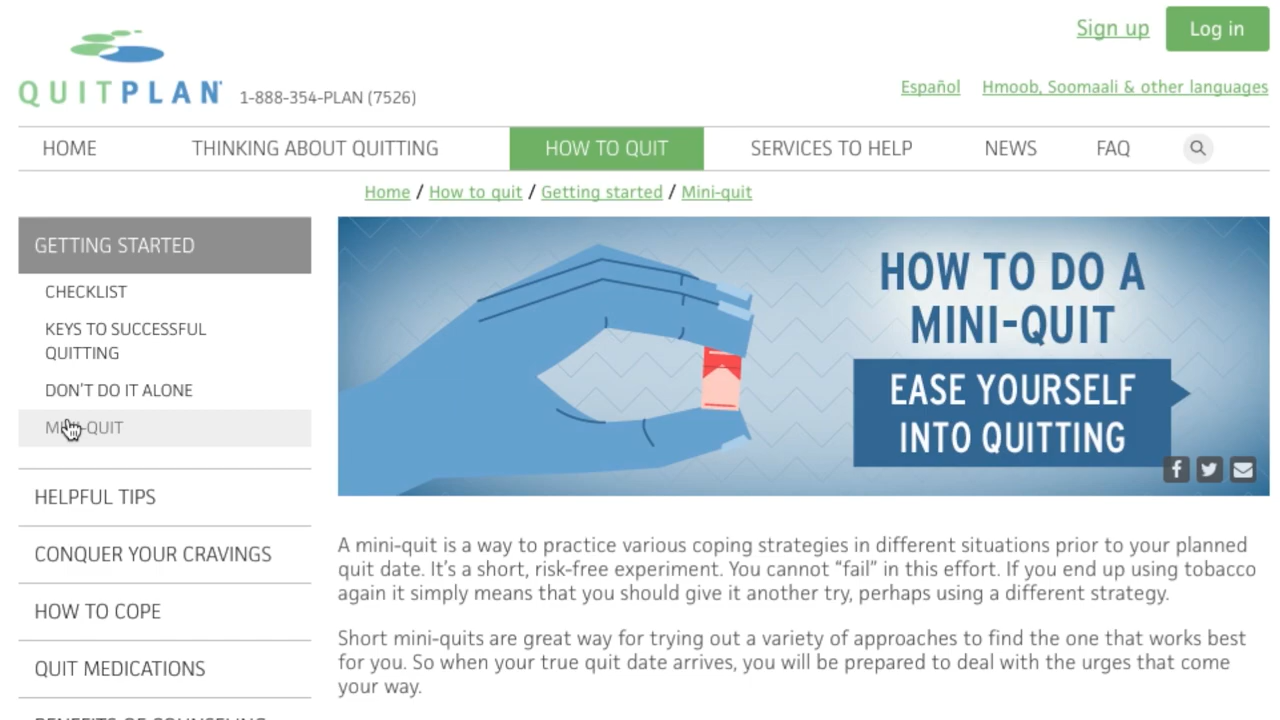 Sign up
Log in
QUITPLAN
1-888-354-PLAN (7526)
Español
Hmoob, Soomaali & other languages
HOME
THINKING ABOUT QUITTING
HOW TO QUIT
SERVICES TO HELP
NEWS
FAQ
Home / How to quit / Getting started / Mini-quit
GETTING STARTED
CHECKLIST
KEYS TO SUCCESSFUL
QUITTING
DON'T DO IT ALONE
MINI-QUIT
HELPFUL TIPS
CONQUER YOUR CRAVINGS
HOW TO COPE
QUIT MEDICATIONS
BENEFITS OF COUNSELING
HOW TO DO A
MINI-QUIT
EASE YOURSELF
INTO QUITTING
A mini-quit is a way to practice various coping strategies in different situations prior to your planned
quit date. It's a short, risk-free experiment. You cannot “fail” in this effort. If you end up using tobacco
again it simply means that you should give it another try, perhaps using a different strategy.
Short mini-quits are great way for trying out a variety of approaches to find the one that works best
for you. So when your true quit date arrives, you will be prepared to deal with the urges that come
your way.